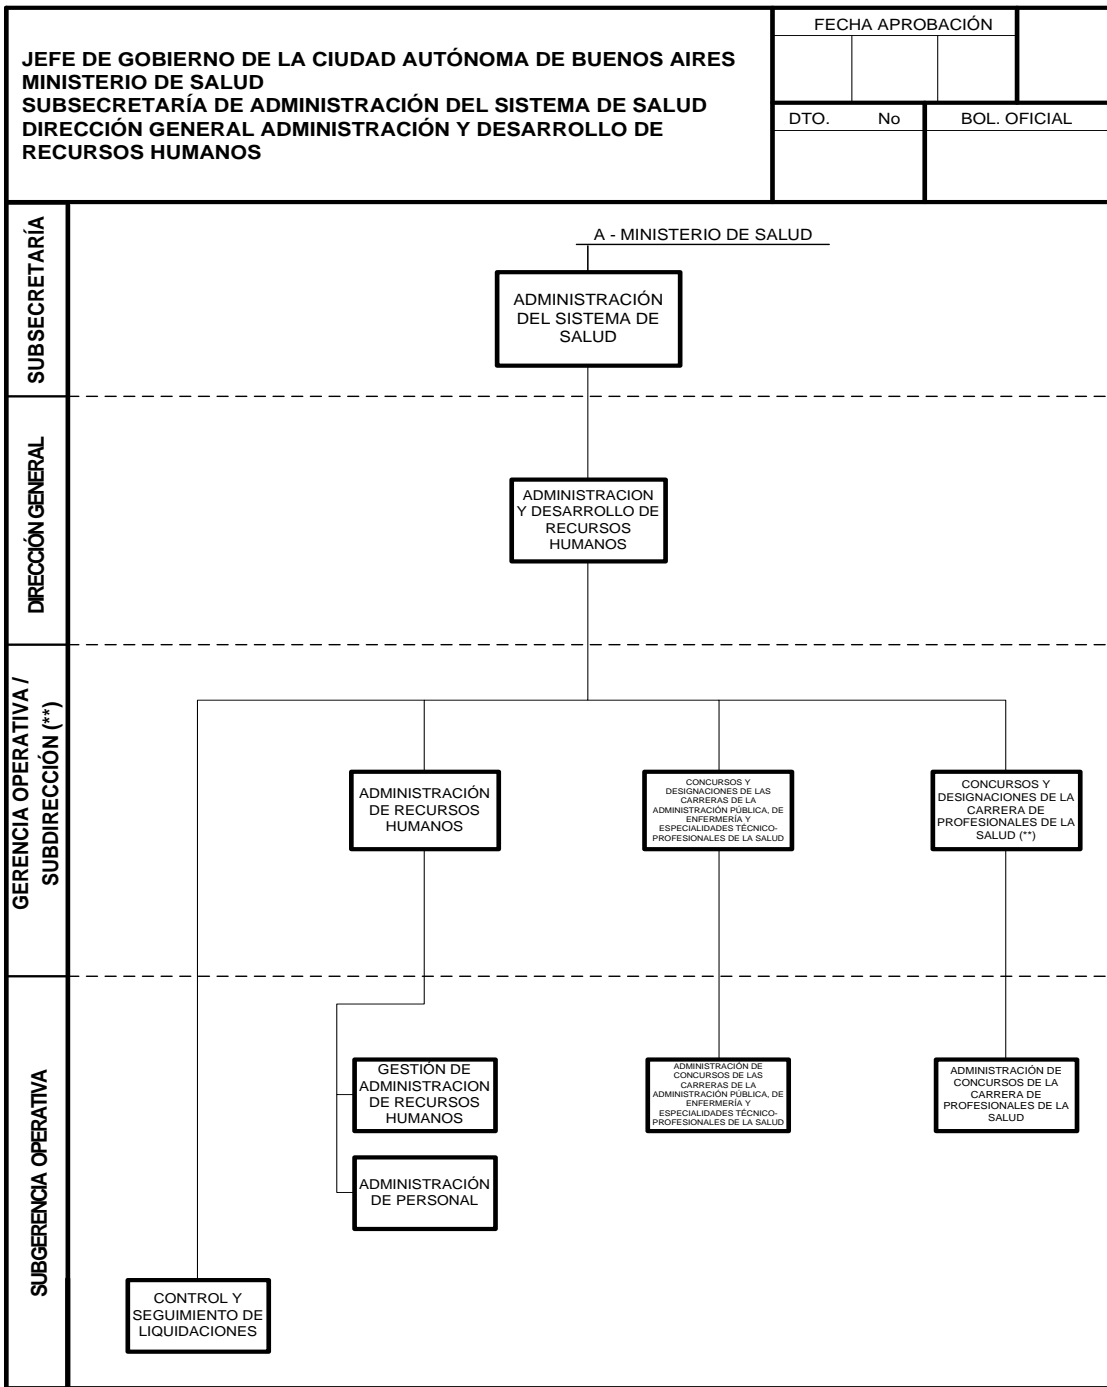 JEFE DE GOBIERNO DE LA CIUDAD AUTÓNOMA DE BUENOS AIRES
MINISTERIO DE SALUD
SUBSECRETARÍA DE ADMINISTRACIÓN DEL SISTEMA DE SALUD
DIRECCIÓN GENERAL ADMINISTRACIÓN Y DESARROLLO DE
RECURSOS HUMANOS
FECHA APROBACIÓN
DTO. No
BOL. OFICIAL
SUBSECRETARÍA
A - MINISTERIO DE SALUD
ADMINISTRACIÓN
DEL SISTEMA DE
SALUD
DIRECCIÓN GENERAL
ADMINISTRACION
Y DESARROLLO DE
RECURSOS
HUMANOS
GERENCIA OPERATIVA /
SUBDIRECCIÓN (**)
ADMINISTRACIÓN
DE RECURSOS
HUMANOS
CONCURSOS Y
DESIGNACIONES DE LAS
CARRERAS DE LA
ADMINISTRACIÓN PÚBLICA, DE
ENFERMERÍA Y
ESPECIALIDADES TÉCNICO-
PROFESIONALES DE LA SALUD
CONCURSOS Y
DESIGNACIONES DE LA
CARRERA DE
PROFESIONALES DE LA
SALUD (**)
SUBGERENCIA OPERATIVA
GESTIÓN DE
ADMINISTRACION
DE RECURSOS
HUMANOS
ADMINISTRACIÓN DE
CONCURSOS DE LAS
CARRERAS DE LA
ADMINISTRACIÓN PÚBLICA, DE
ENFERMERÍA Y
ESPECIALIDADES TÉCNICO-
PROFESIONALES DE LA SALUD
ADMINISTRACIÓN DE
CONCURSOS DE LA
CARRERA DE
PROFESIONALES DE LA
SALUD
ADMINISTRACIÓN
DE PERSONAL
CONTROL Y
SEGUIMIENTO DE
LIQUIDACIONES